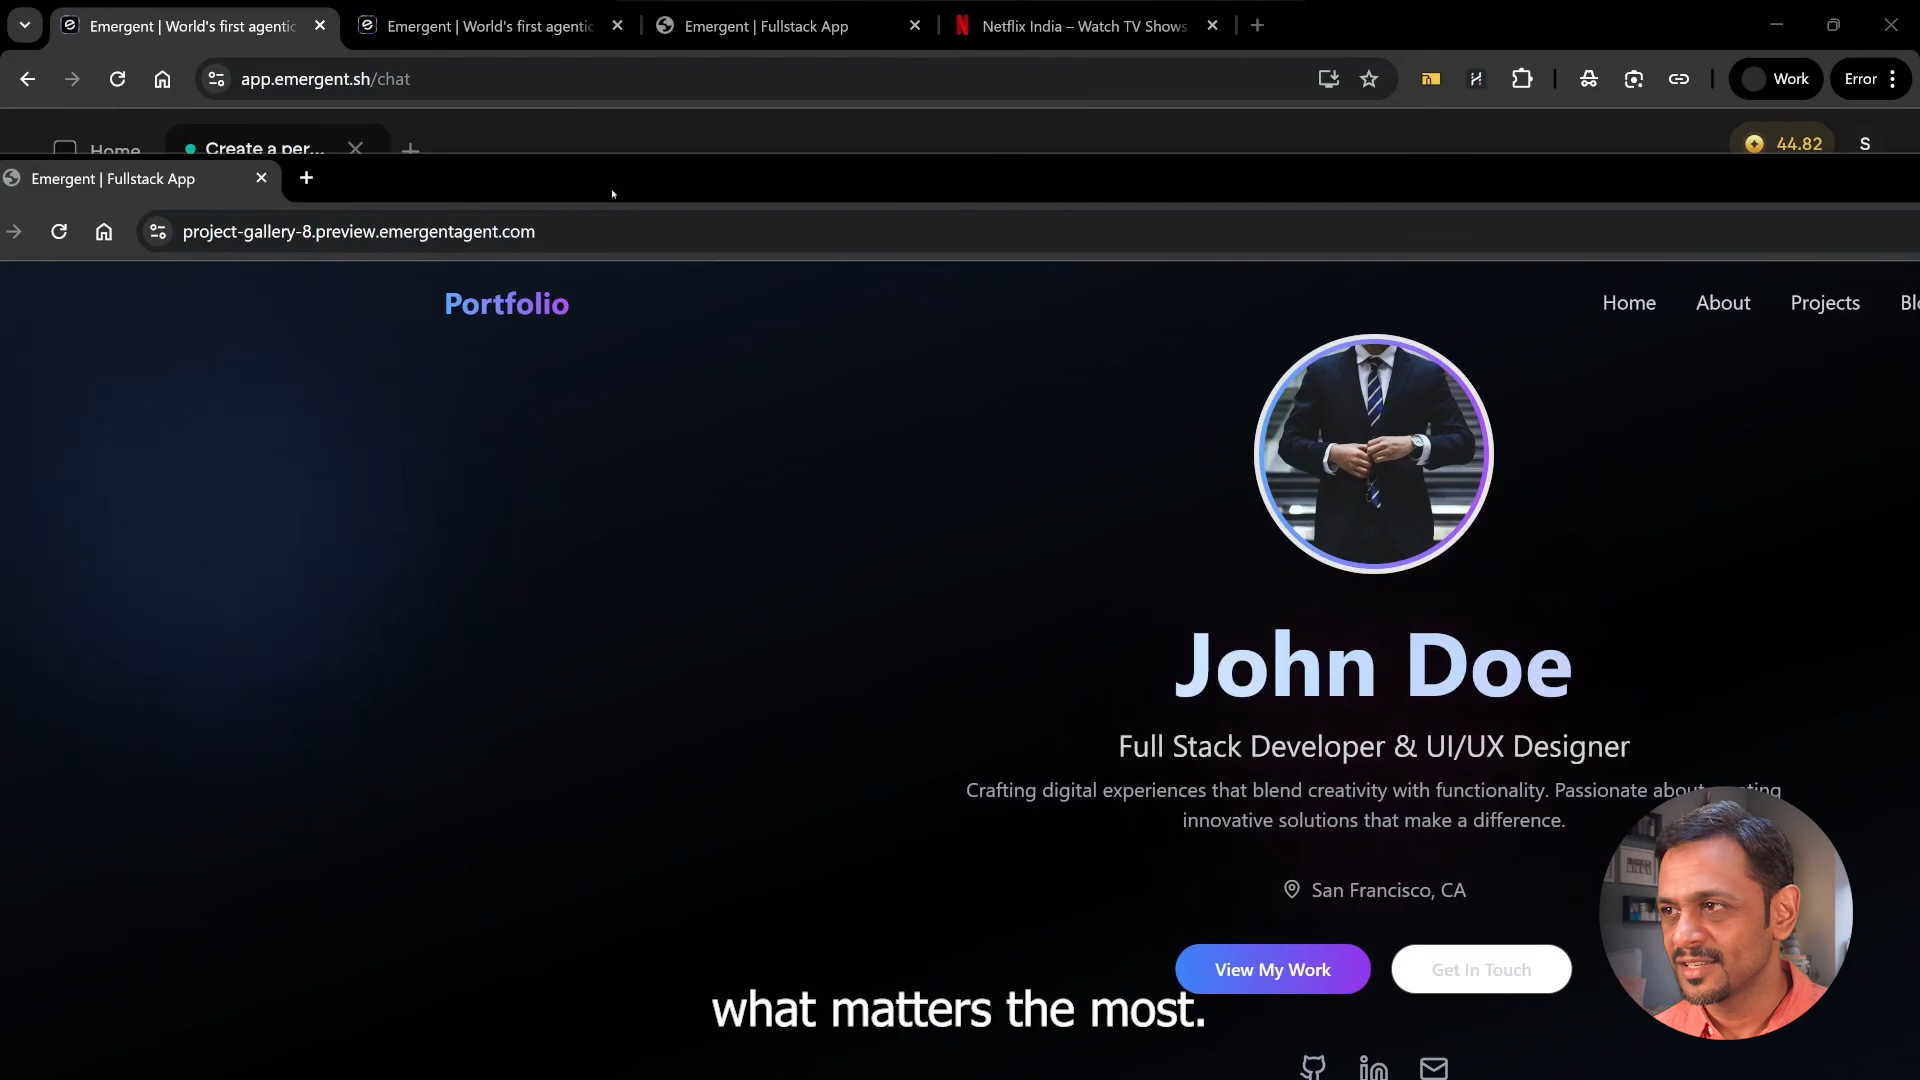 Emergent | World's first agentic
Emergent | World's first agentic
Emergent | Fullstack App
Netflix India – Watch TV Shows
app.emergent.sh/chat
Work
Error
Home
Create a per...
44.82
S
Emergent | Fullstack App
project-gallery-8.preview.emergentagent.com
Portfolio
Home
About
Projects
John Doe
Full Stack Developer & UI/UX Designer
Crafting digital experiences that blend creativity with functionality. Passionate
innovative solutions that make a difference.
San Francisco, CA
View My Work
Get In Touch
what matters the most.